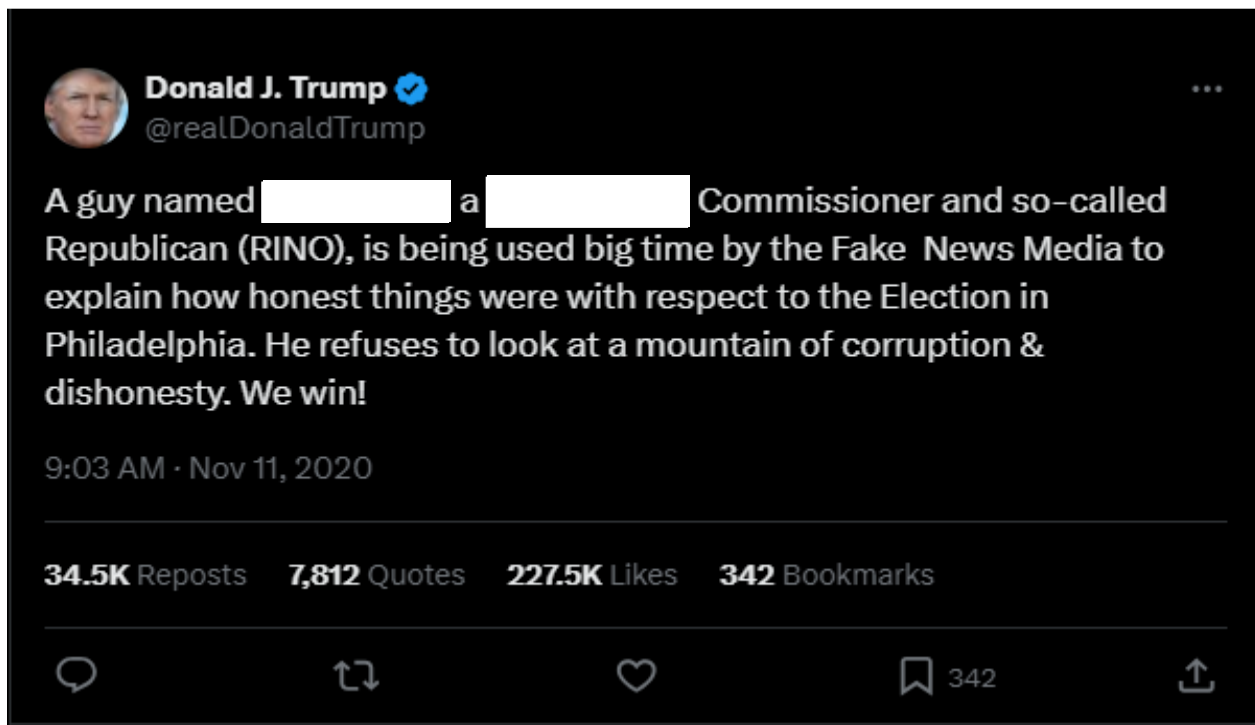 Donald J. Trump
@realDonaldTrump
A guy named a Commissioner and so-called
Republican (RINO), is being used big time by the Fake News Media to
explain how honest things were with respect to the Election in
Philadelphia. He refuses to look at a mountain of corruption &
dishonesty. We win!
9:03 AM · Nov 11, 2020
34.5K Reposts 7,812 Quotes 227.5K Likes 342 Bookmarks
342